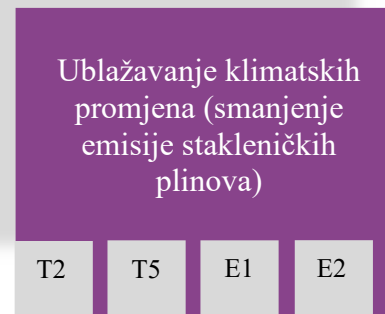 Ublažavanje klimatskih
promjena (smanjenje
emisije stakleničkih
plinova)
T2 T5 E1 E2